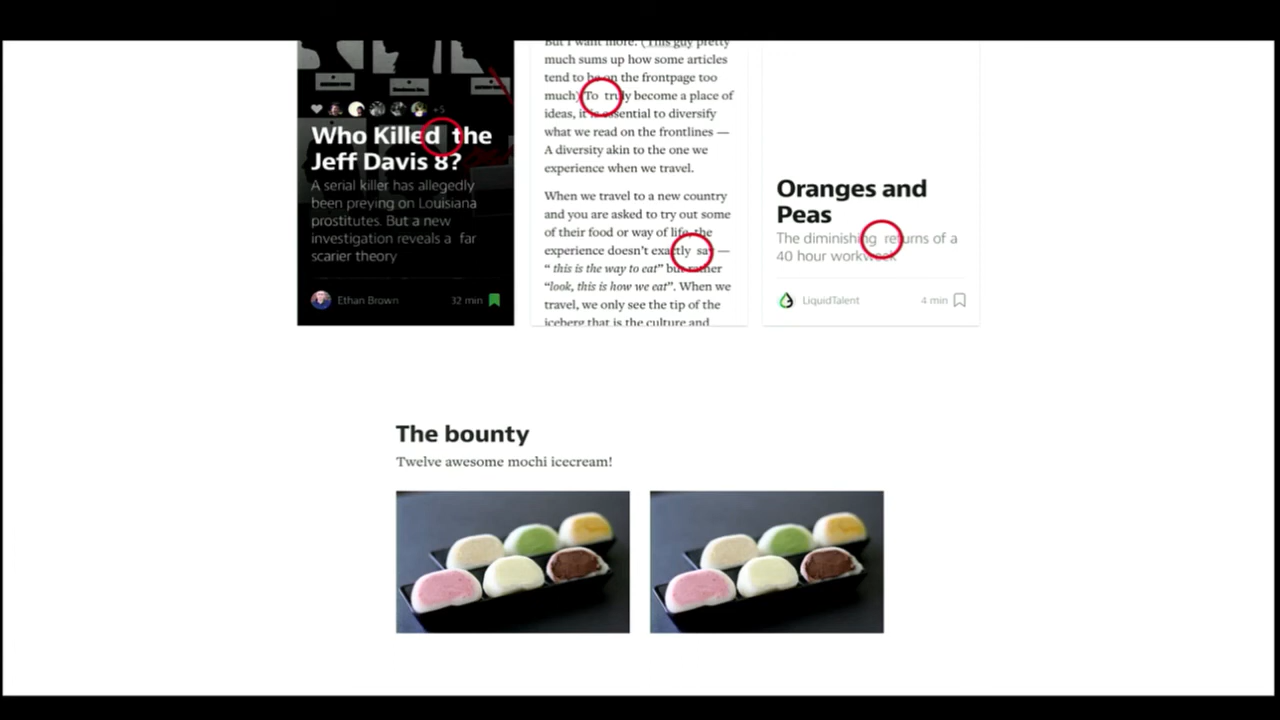 +5
Who Killed  the
Jeff Davis 8?
A serial killer has allegedly
been preying on Louisiana
prostitutes. But a new
investigation reveals a  far
scarier theory
Ethan Brown
32 min
But I want more. (This guy pretty
much sums up how some articles
tend to be on the frontpage too
much) To  truly become a place of
ideas, it is essential to diversify
what we read on the frontlines —
A diversity akin to the one we
experience when we travel.
When we travel to a new country
and you are asked to try out some
of their food or way of life, the
experience doesn't exactly  say —
“ this is the way to eat” but rather
“look, this is how we eat”. When we
travel, we only see the tip of the
iceberg that is the culture and
Oranges and
Peas
The diminishing  returns of a
40 hour workweek
LiquidTalent
4 min
The bounty
Twelve awesome mochi icecream!